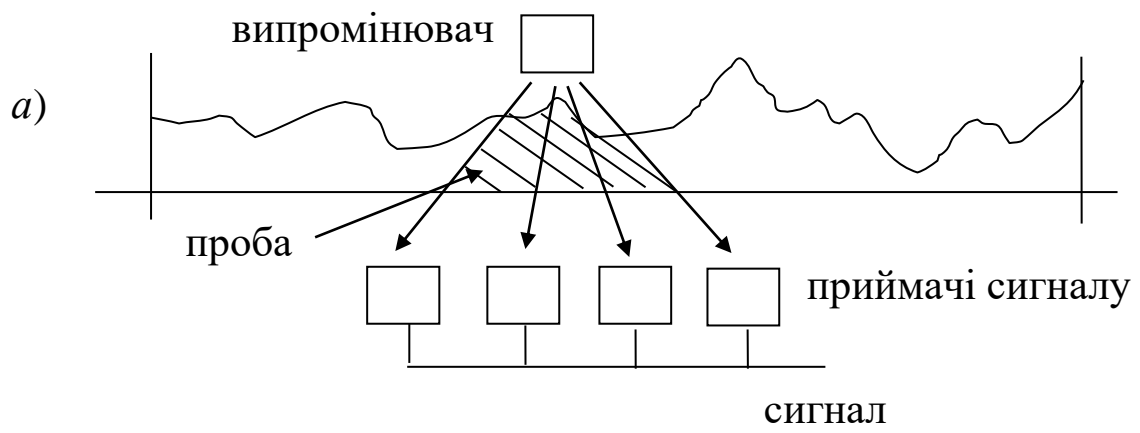 випромінювач
а)
проба
приймачі сигналу
сигнал